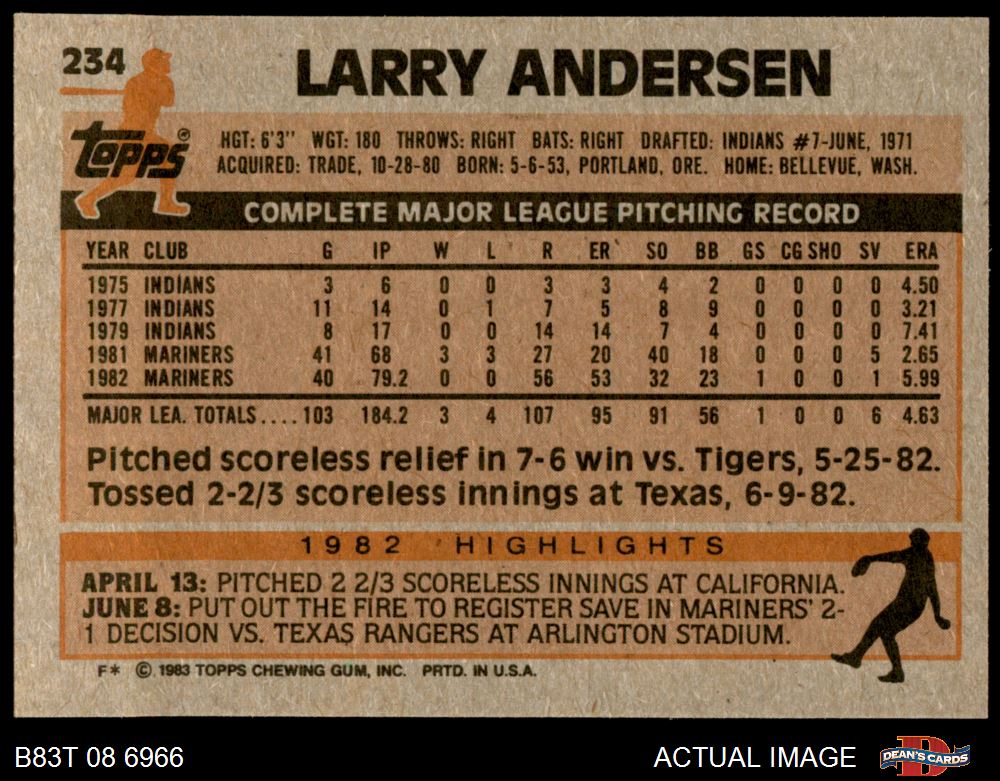 234
LARRY ANDERSEN
topps®
HGT: 6'3" WGT: 180 THROWS: RIGHT BATS: RIGHT DRAFTED: INDIANS #7-JUNE, 1971
ACQUIRED: TRADE, 10-28-80 BORN: 5-6-53, PORTLAND, ORE. HOME: BELLEVUE, WASH.
COMPLETE MAJOR LEAGUE PITCHING RECORD
YEAR CLUB G IP W L R ER SO BB GS CG SHO SV ERA
1975 INDIANS 3 6 0 0 3 3 4 2 0 0 0 0 4.50
1977 INDIANS 11 14 0 1 7 5 8 9 0 0 0 0 3.21
1979 INDIANS 8 17 0 0 14 14 7 4 0 0 0 0 7.41
1981 MARINERS 41 68 3 3 27 20 40 18 0 0 0 5 2.65
1982 MARINERS 40 79.2 0 0 56 53 32 23 1 0 0 1 5.99
MAJOR LEA. TOTALS.... 103 184.2 3 4 107 95 91 56 1 0 0 6 4.63
Pitched scoreless relief in 7-6 win vs. Tigers, 5-25-82.
Tossed 2-2/3 scoreless innings at Texas, 6-9-82.
1982 HIGHLIGHTS
APRIL 13: PITCHED 2 2/3 SCORELESS INNINGS AT CALIFORNIA.
JUNE 8: PUT OUT THE FIRE TO REGISTER SAVE IN MARINERS' 2-
1 DECISION VS. TEXAS RANGERS AT ARLINGTON STADIUM.
F* © 1983 TOPPS CHEWING GUM, INC. PRTD. IN U.S.A.
B83T 08 6966
ACTUAL IMAGE
DEAN'S CARDS